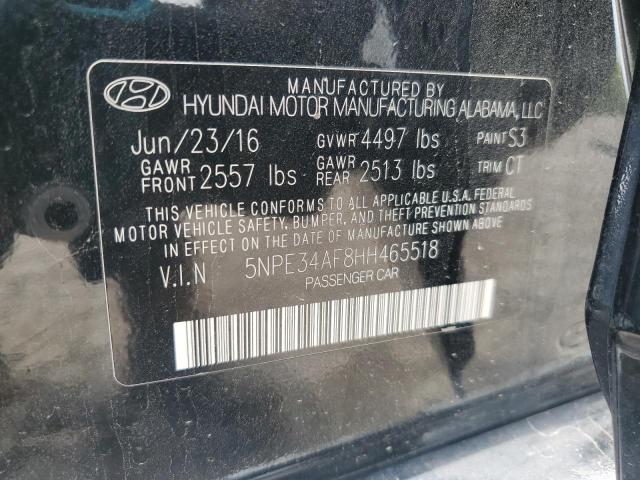 MANUFACTURED BY
HYUNDAI MOTOR MANUFACTURING ALABAMA, LLC
Jun/23/16 GVWR 4497 lbs PAINT S3
GAWR FRONT 2557 lbs GAWR REAR 2513 lbs TRIM CT
THIS VEHICLE CONFORMS TO ALL APPLICABLE U.S.A. FEDERAL
MOTOR VEHICLE SAFETY, BUMPER, AND THEFT PREVENTION STANDARDS
IN EFFECT ON THE DATE OF MANUFACTURE SHOWN ABOVE
V.I.N 5NPE34AF8HH465518
PASSENGER CAR